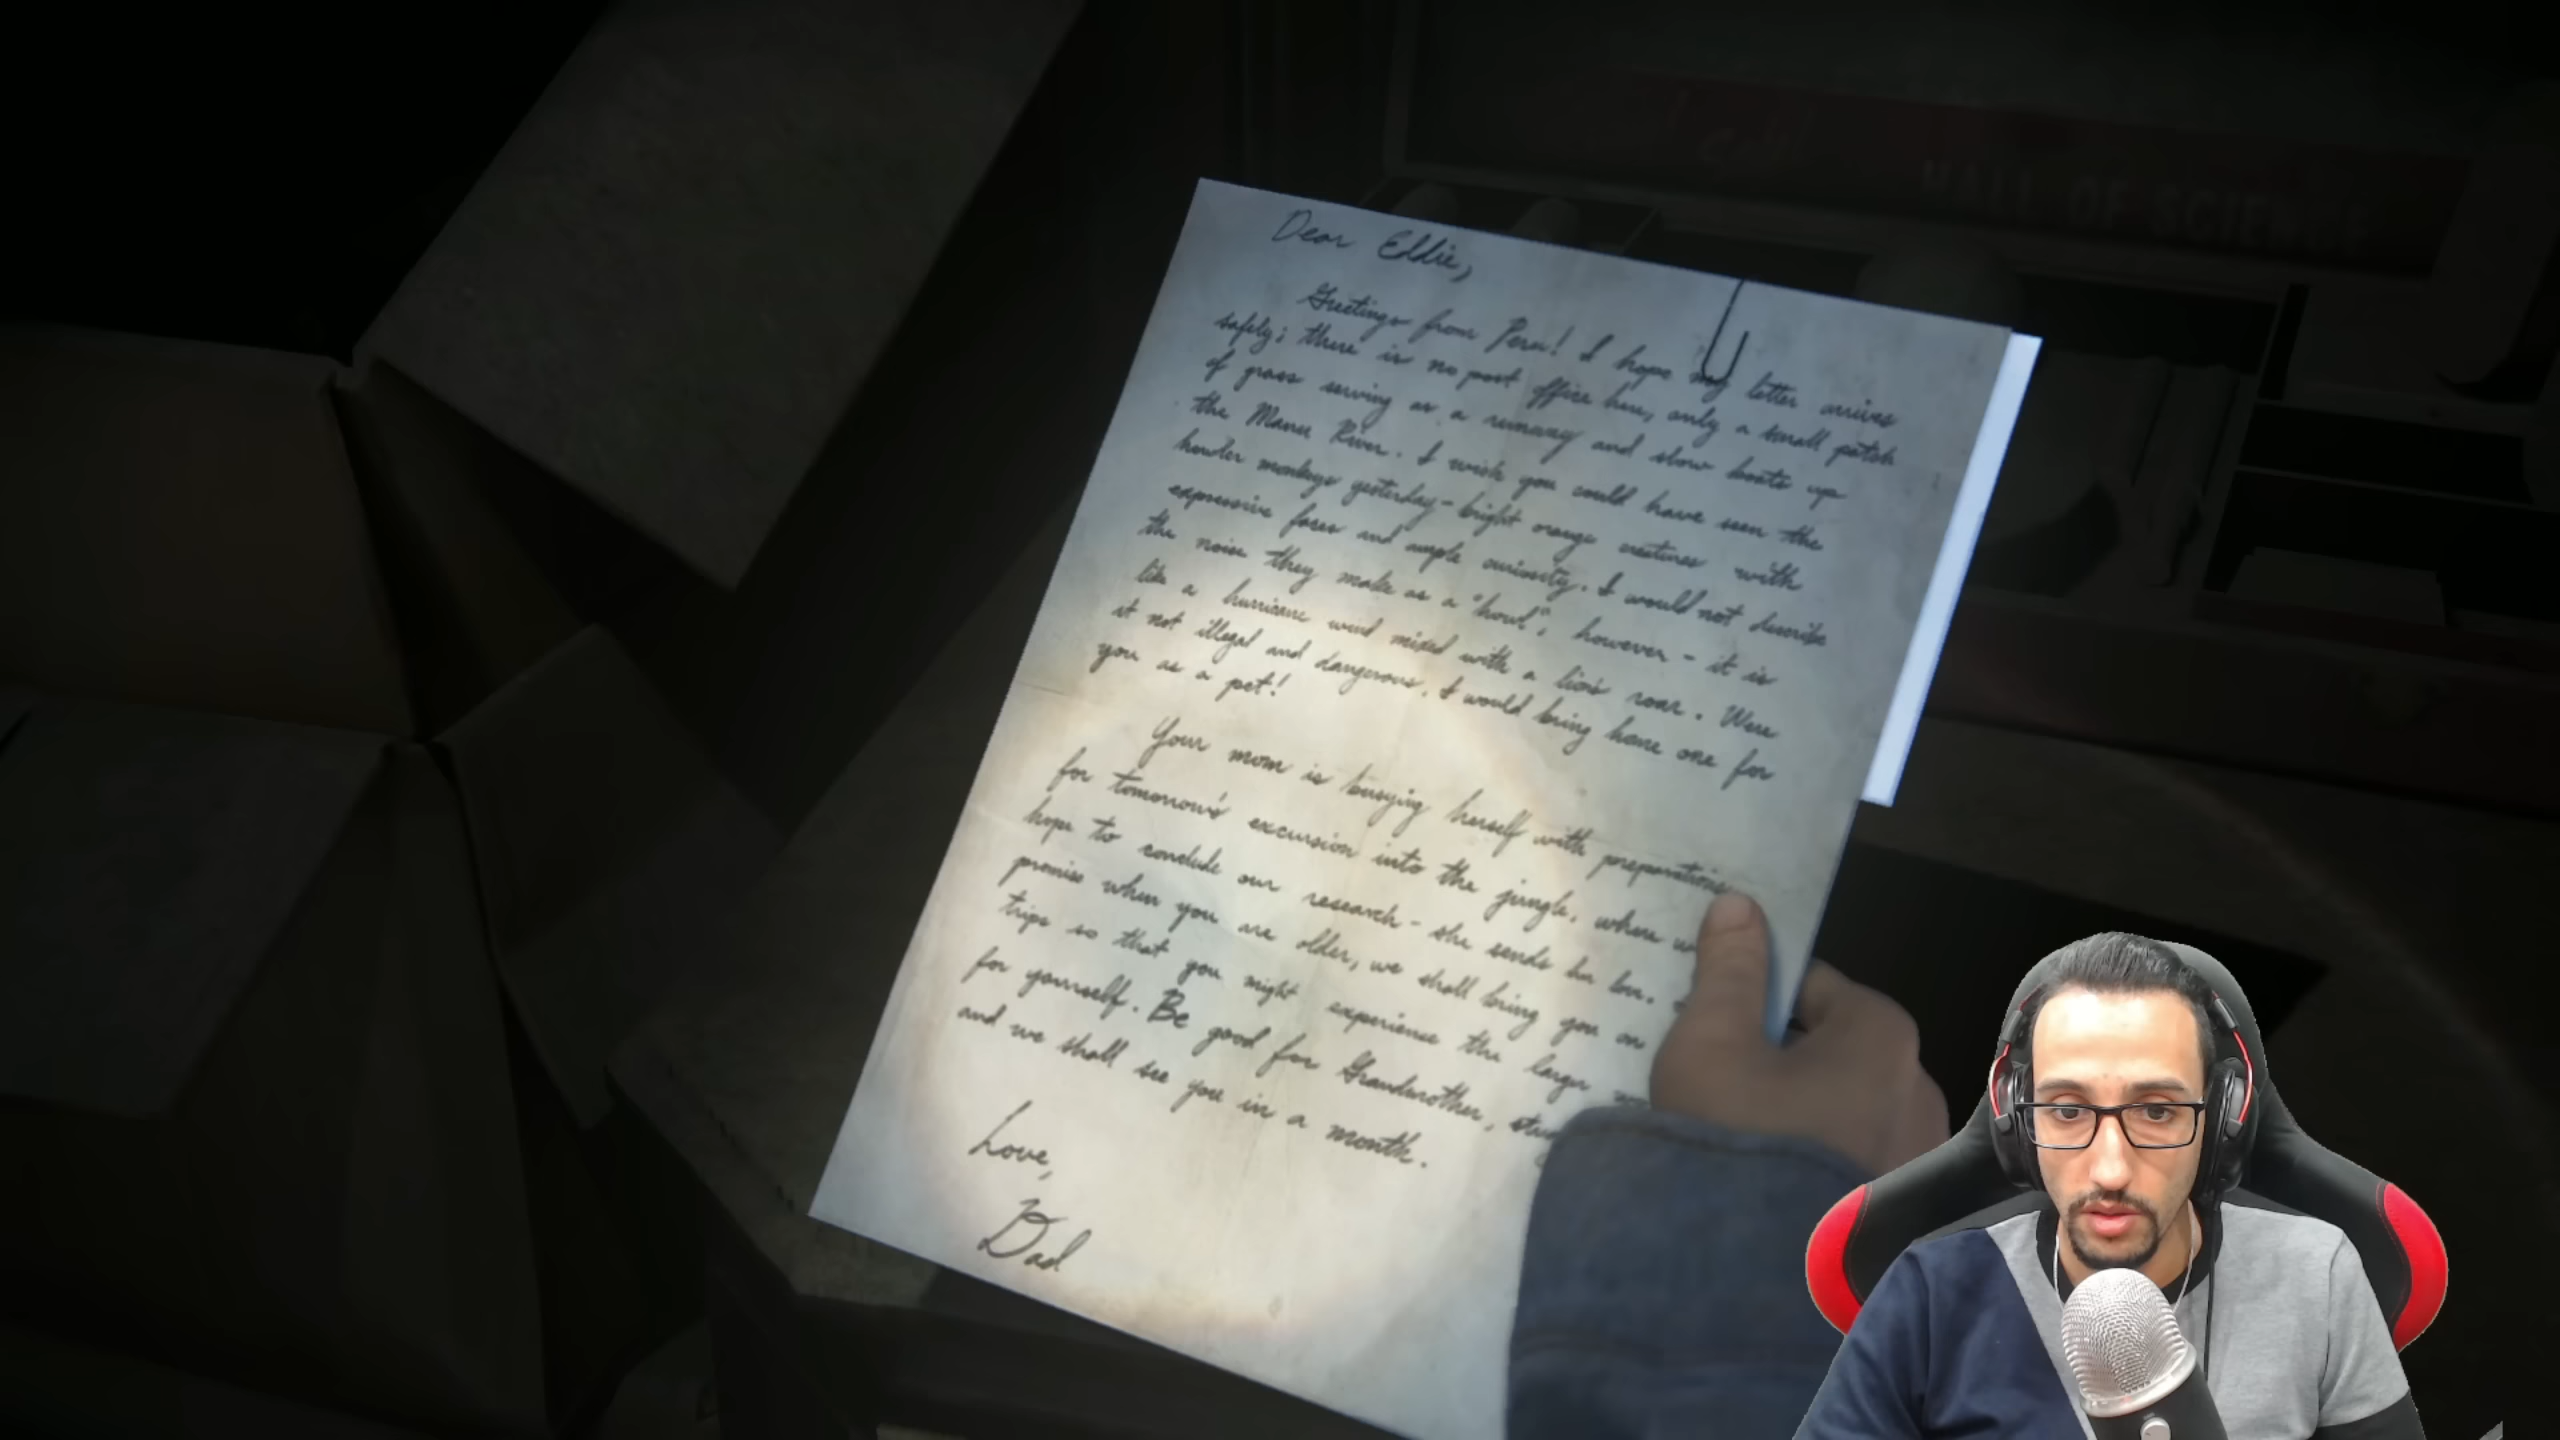 HALL OF SCIENCE
Dear Eddie,
Greetings from Peru! I hope my letter arrives
safely; there is no post office here, only a small patch
of grass serving as a runway and slow boats up
the Manu River. I wish you could have seen the
howler monkeys yesterday - bright orange creatures with
expressive faces and ample curiosity. I would not describe
the noise they make as a "howl", however - it is
like a hurricane wind mixed with a lion's roar. Were
it not illegal and dangerous, I would bring home one for
you as a pet!
Your mom is busying herself with preparations
for tomorrow's excursion into the jungle, where
hope to conclude our research - she sends her love.
promise when you are older, we shall bring you on
trips so that you might experience the larger
for yourself. Be good for Grandmother,
and we shall see you in a month.
Love,
Dad